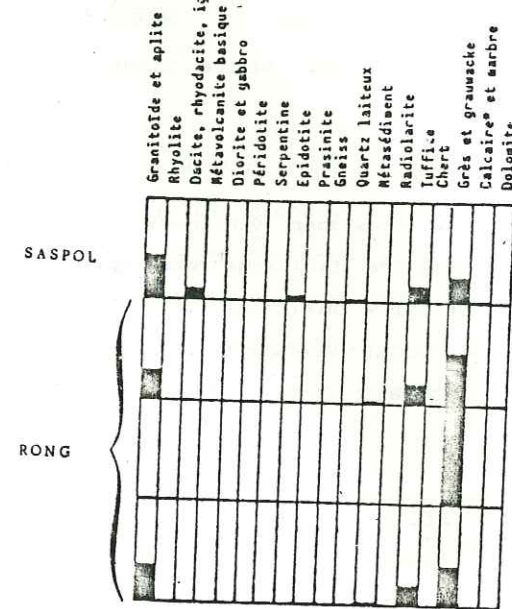 Granitoïde et aplite
Rhyolite
Dacite, rhyodacite,
Métavolcanite basique
Diorite et gabbro
Péridotite
Serpentine
Epidotite
Prasinite
Gneiss
Quartz laiteux
Métasédiment
Radiolarite
Tuffite
Chert
Grès et grauwacke
Calcaire* et marbre
Dolomite
SASPOL
RONG